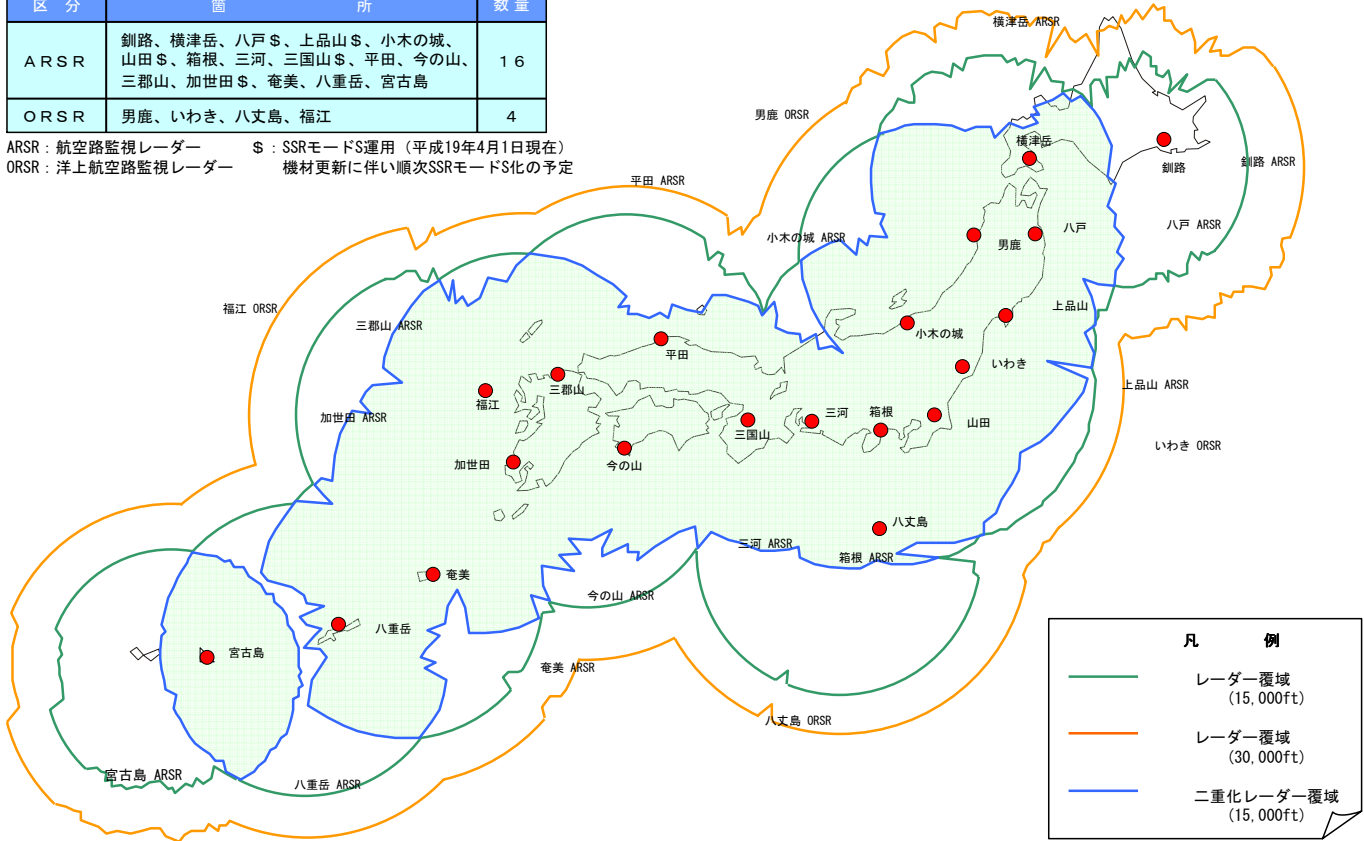 区　分　箇　　　所　数量
ＡＲＳＲ
釧路、横津岳、八戸＄、上品山＄、小木の城、
山田＄、箱根、三河、三国山＄、平田、今の山、
三郡山、加世田＄、奄美、八重岳、宮古島
１６
ＯＲＳＲ　男鹿、いわき、八丈島、福江　４
ARSR：航空路監視レーダー　＄：SSRモードS運用（平成19年4月1日現在）
ORSR：洋上航空路監視レーダー　機材更新に伴い順次SSRモードS化の予定
横津岳 ARSR
男鹿 ORSR
横津岳
釧路
釧路 ARSR
平田 ARSR
八戸 ARSR
小木の城 ARSR
男鹿
八戸
福江 ORSR
三郡山 ARSR
上品山
小木の城
平田
いわき
三郡山
上品山 ARSR
福江
加世田 ARSR
三河
箱根
山田
三国山
いわき ORSR
加世田
今の山
八丈島
三河 ARSR
箱根 ARSR
奄美
今の山 ARSR
八重岳
宮古島
奄美 ARSR
八丈島 ORSR
宮古島 ARSR
八重岳 ARSR
凡　例
レーダー覆域
(15,000ft)
レーダー覆域
(30,000ft)
二重化レーダー覆域
(15,000ft)